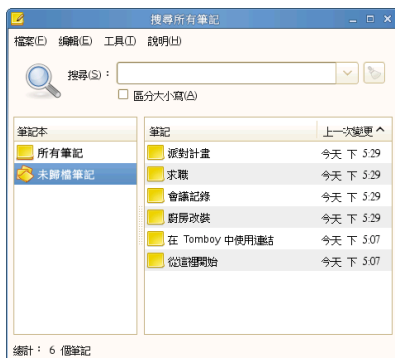 搜尋所有筆記
檔案(F) 編輯(E) 工具(T) 說明(H)
搜尋(S)：
區分大小寫(A)
筆記本 筆記 上一次變更
所有筆記 派對計畫 今天 下 5:29
未歸檔筆記 求職 今天 下 5:29
會議記錄 今天 下 5:29
廚房改裝 今天 下 5:29
在 Tomboy 中使用連結 今天 下 5:07
從這裡開始 今天 下 5:07
總計： 6 個筆記